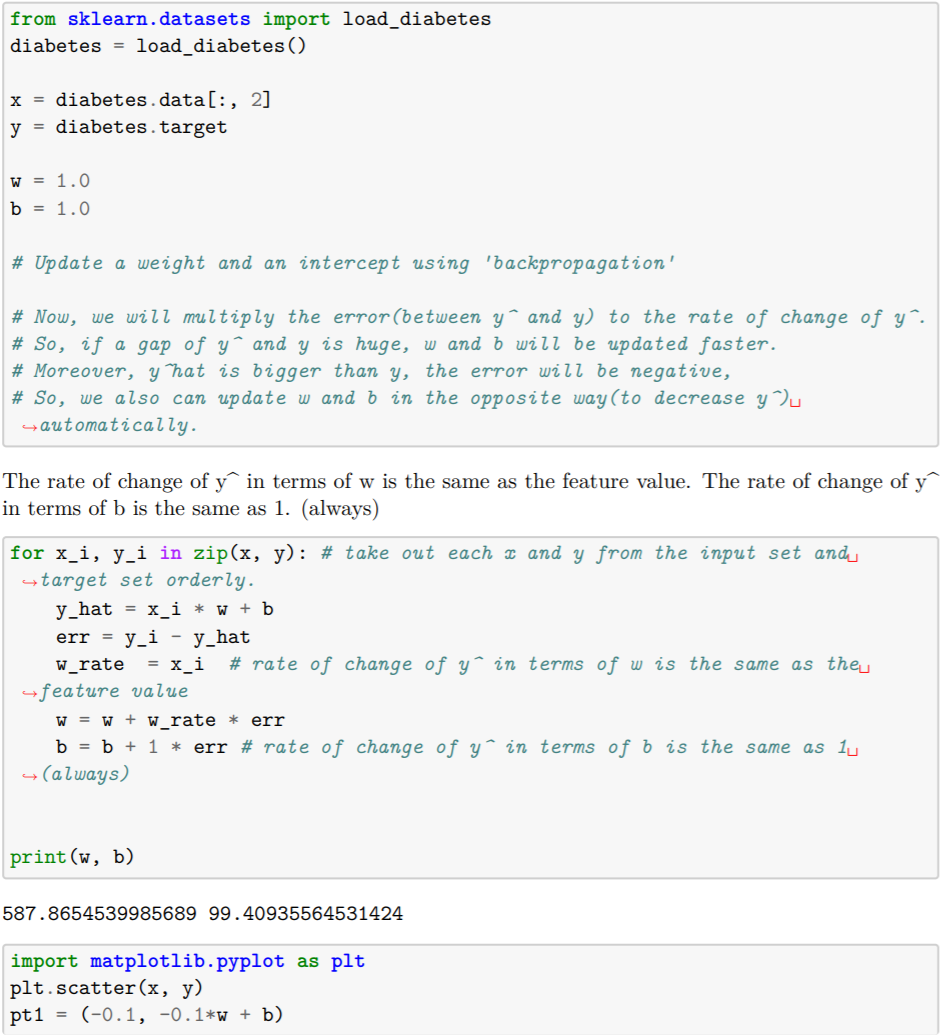 from sklearn.datasets import load_diabetes
diabetes = load_diabetes()
x = diabetes.data[:, 2]
y = diabetes.target
w = 1.0
b = 1.0
# Update a weight and an intercept using 'backpropagation'
# Now, we will multiply the error(between y^ and y) to the rate of change of y^.
# So, if a gap of y^ and y is huge, w and b will be updated faster.
# Moreover, y^hat is bigger than y, the error will be negative,
# So, we also can update w and b in the opposite way(to decrease y^)␣
↪automatically.
The rate of change of y^ in terms of w is the same as the feature value. The rate of change of y^
in terms of b is the same as 1. (always)
for x_i, y_i in zip(x, y): # take out each x and y from the input set and␣
↪target set orderly.
    y_hat = x_i * w + b
    err = y_i - y_hat
    w_rate  = x_i  # rate of change of y^ in terms of w is the same as the␣
↪feature value
    w = w + w_rate * err
    b = b + 1 * err # rate of change of y^ in terms of b is the same as 1␣
↪(always)
print(w, b)
587.8654539985689 99.40935564531424
import matplotlib.pyplot as plt
plt.scatter(x, y)
pt1 = (-0.1, -0.1*w + b)